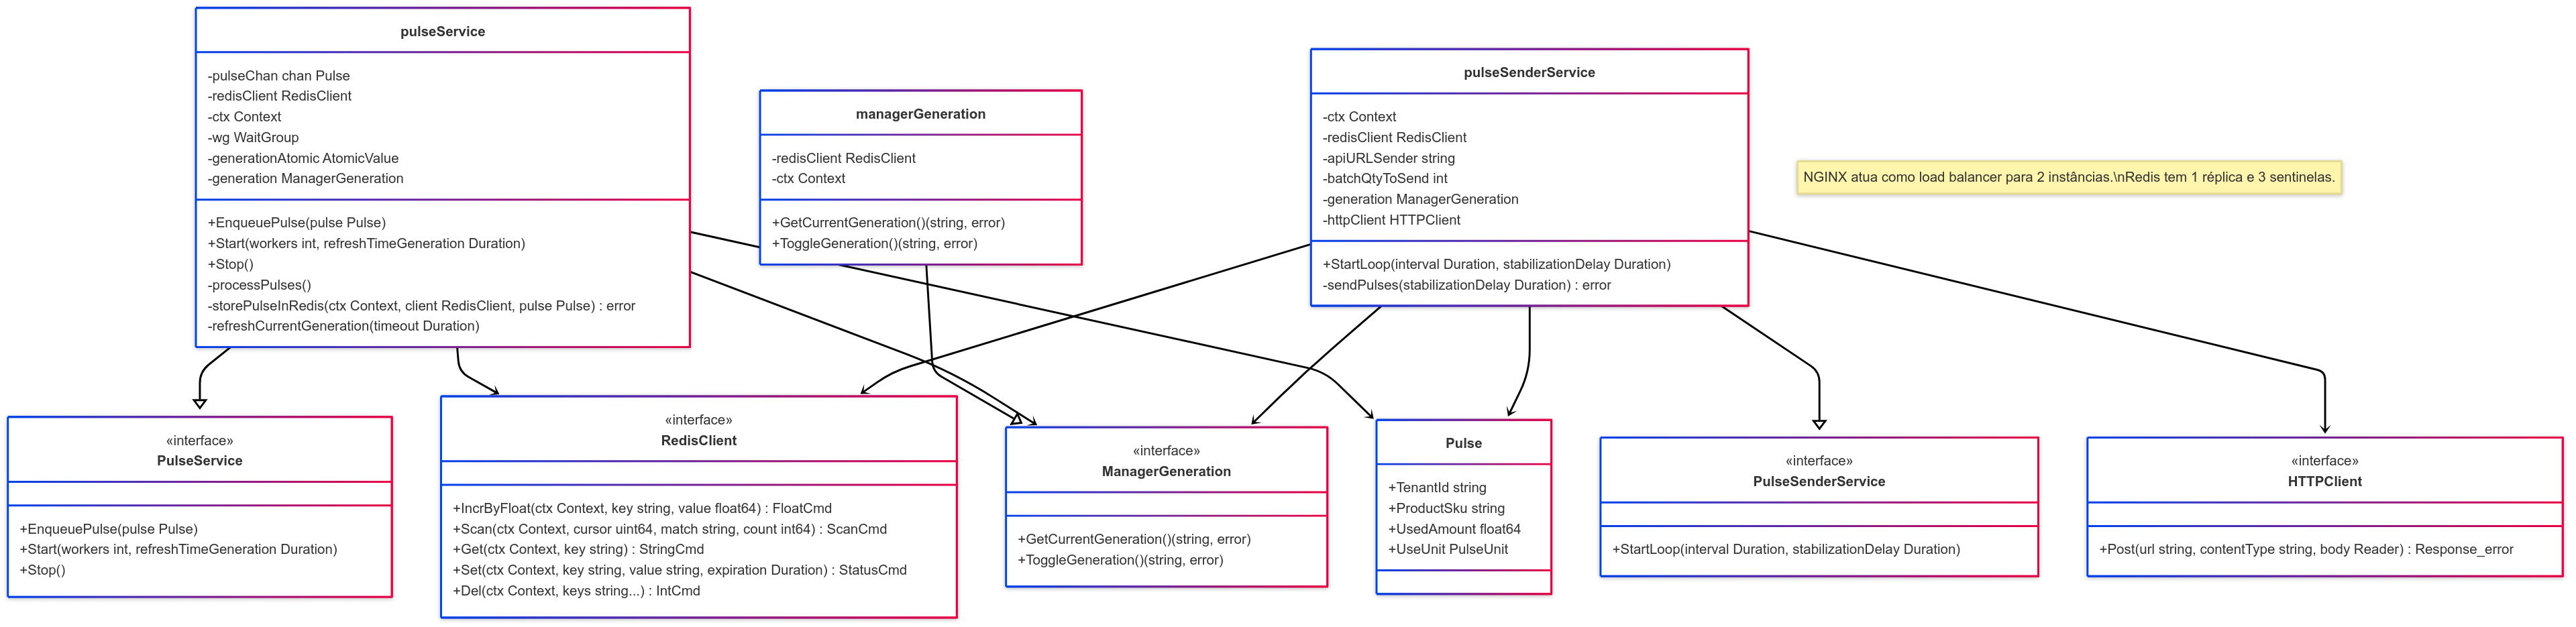 pulseService
-pulseChan chan Pulse
-redisClient RedisClient
-ctx Context
-wg WaitGroup
-generationAtomic AtomicValue
-generation ManagerGeneration
+EnqueuePulse(pulse Pulse)
+Start(workers int, refreshTimeGeneration Duration)
+Stop()
-processPulses()
-storePulseInRedis(ctx Context, client RedisClient, pulse Pulse) : error
-refreshCurrentGeneration(timeout Duration)
managerGeneration
-redisClient RedisClient
-ctx Context
+GetCurrentGeneration()(string, error)
+ToggleGeneration()(string, error)
pulseSenderService
-ctx Context
-redisClient RedisClient
-apiURLSender string
-batchQtyToSend int
-generation ManagerGeneration
-httpClient HTTPClient
+StartLoop(interval Duration, stabilizationDelay Duration)
-sendPulses(stabilizationDelay Duration) : error
NGINX atua como load balancer para 2 instâncias.\nRedis tem 1 réplica e 3 sentinelas.
«interface»
PulseService
+EnqueuePulse(pulse Pulse)
+Start(workers int, refreshTimeGeneration Duration)
+Stop()
«interface»
RedisClient
+IncrByFloat(ctx Context, key string, value float64) : FloatCmd
+Scan(ctx Context, cursor uint64, match string, count int64) : ScanCmd
+Get(ctx Context, key string) : StringCmd
+Set(ctx Context, key string, value string, expiration Duration) : StatusCmd
+Del(ctx Context, keys string...) : IntCmd
«interface»
ManagerGeneration
+GetCurrentGeneration()(string, error)
+ToggleGeneration()(string, error)
Pulse
+TenantId string
+ProductSku string
+UsedAmount float64
+UseUnit PulseUnit
«interface»
PulseSenderService
+StartLoop(interval Duration, stabilizationDelay Duration)
«interface»
HTTPClient
+Post(url string, contentType string, body Reader) : Response_error